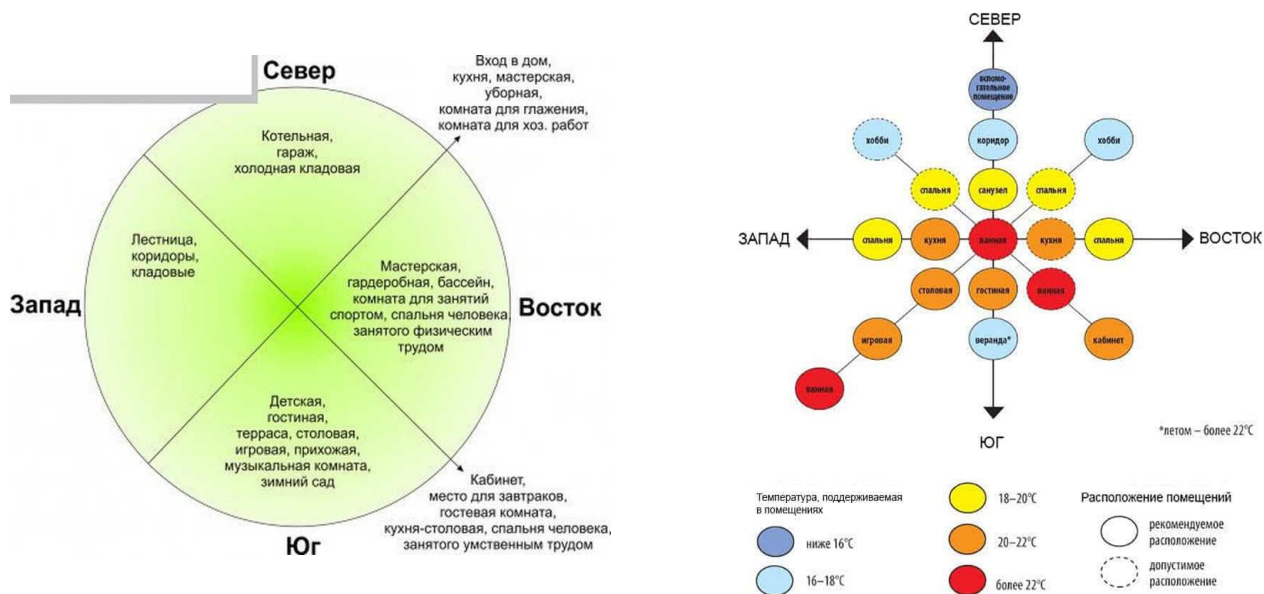 Север
Вход в дом,
кухня, мастерская,
уборная,
комната для глажения,
комната для хоз. работ
Котельная,
гараж,
холодная кладовая
Лестница,
коридоры,
кладовые
Мастерская,
гардеробная, бассейн,
комната для занятий
спортом, спальня человека,
занятого физическим
трудом
Запад
Восток
Детская,
гостиная,
терраса, столовая,
игровая, прихожая,
музыкальная комната,
зимний сад
Кабинет,
место для завтраков,
гостевая комната,
кухня-столовая, спальня человека,
занятого умственным трудом
Юг
СЕВЕР
вспомо-
гательное
помещение
хобби
коридор
хобби
спальня
санузел
спальня
ЗАПАД
спальня
кухня
ванная
кухня
спальня
ВОСТОК
столовая
гостиная
ванная
игровая
веранда*
кабинет
ванная
ЮГ
*летом – более 22°С
Температура, поддерживаемая
в помещениях
ниже 16°С
16–18°С
18–20°С
20–22°С
более 22°С
Расположение помещений
рекомендуемое
расположение
допустимое
расположение